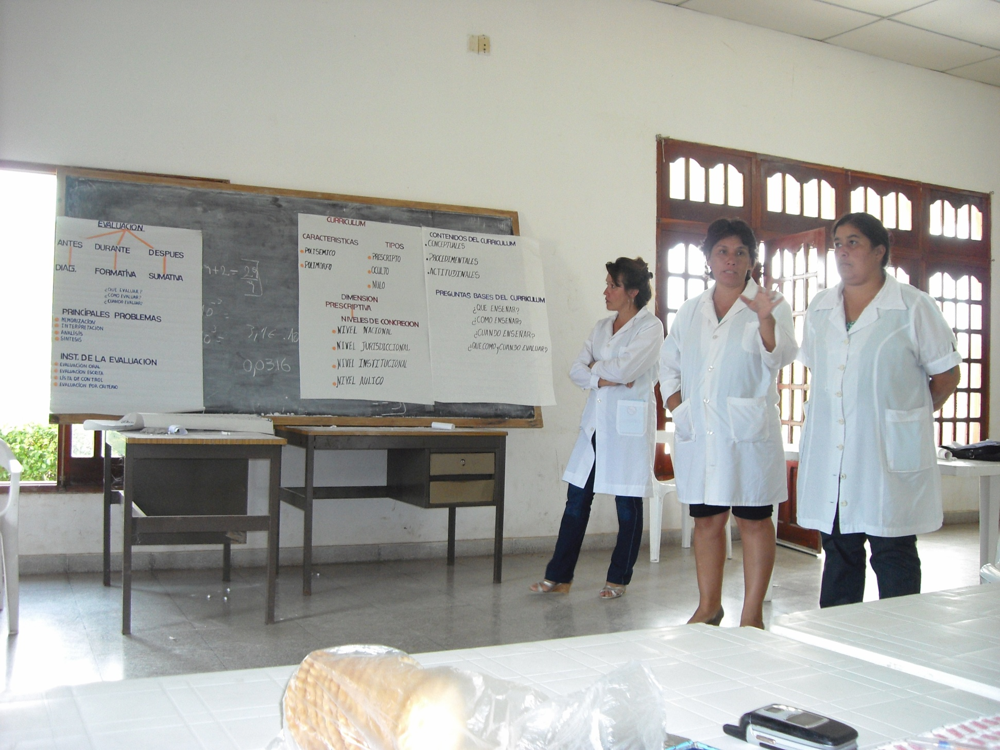 EVALUACION
ANTES DURANTE DESPUES
DIAG. FORMATIVA SUMATIVA
¿QUE EVALUAR?
¿COMO EVALUAR?
¿CUANDO EVALUAR?
PRINCIPALES PROBLEMAS
MEMORIZACION
INTERPRETACION
ANALISIS
SINTESIS
INST. DE LA EVALUACION
EVALUACION ORAL
EVALUACION ESCRITA
LISTA DE CONTROL
EVALUACION POR CRITERIO
+2=
0,0316
CURRICULUM
CARACTERISTICAS
• POLISEMICO
• POLIMORFO
TIPOS
• PRESCRIPTO
• OCULTO
• NULO
DIMENSION
PRESCRIPTIVA
NIVELES DE CONCRECION
• NIVEL NACIONAL
• NIVEL JURISDICCIONAL
• NIVEL INSTITUCIONAL
• NIVEL AULICO
CONTENIDOS DEL CURRICULUM
• CONCEPTUALES
• PROCEDIMENTALES
• ACTITUDINALES
PREGUNTAS BASES DEL CURRICULUM
¿QUE ENSEÑAR?
¿COMO ENSEÑAR?
¿CUANDO ENSEÑAR?
¿QUE,COMO y CUANDO EVALUAR?